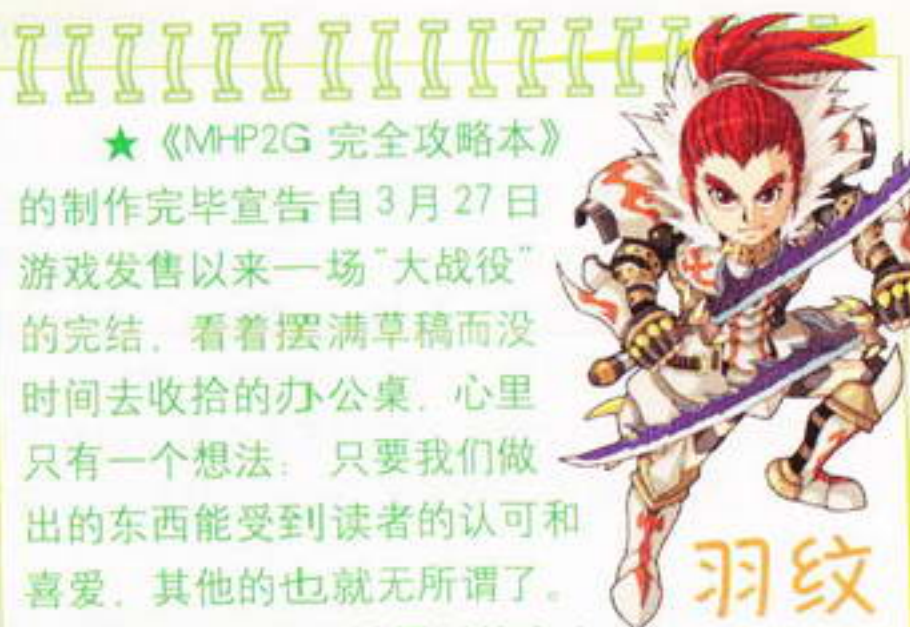 ★《MHP2G 完全攻略本》
的制作完毕宣告自3月27日
游戏发售以来一场“大战役”
的完结，看着摆满草稿而没
时间去收拾的办公桌，心里
只有一个想法：只要我们做
出的东西能受到读者的认可和
喜爱，其他的也就无所谓了。
羽纹